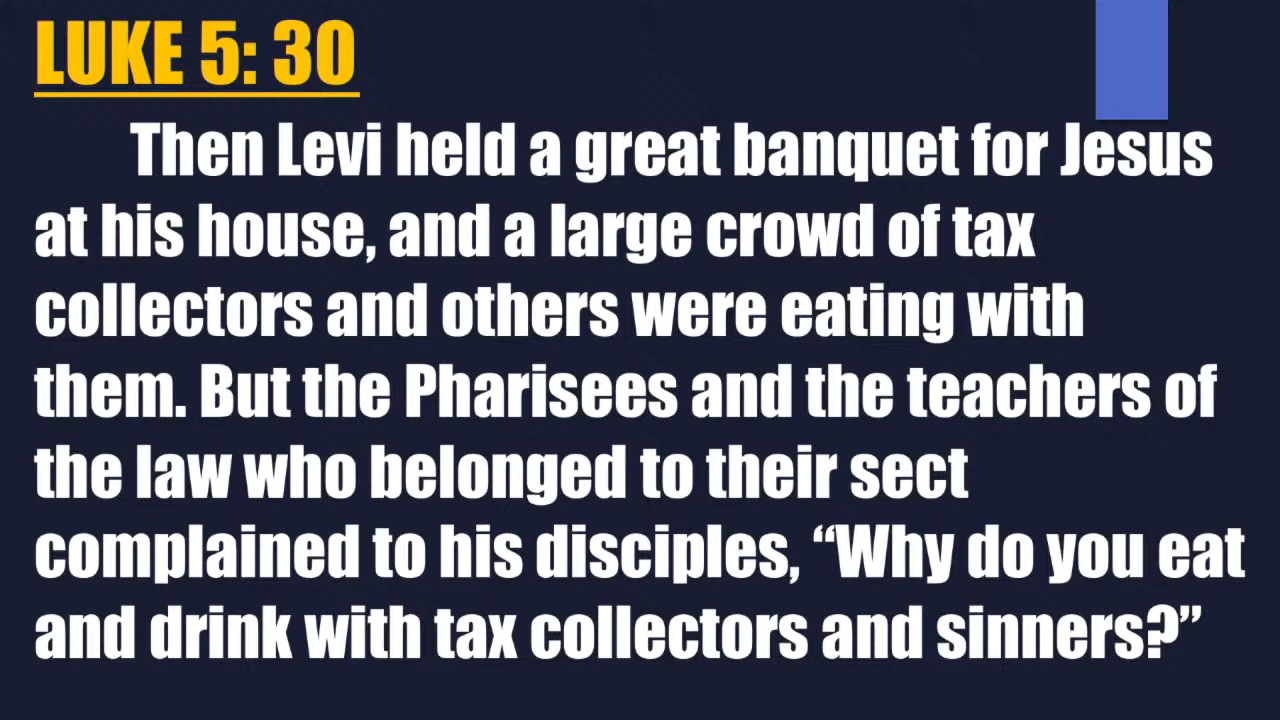 LUKE 5: 30
Then Levi held a great banquet for Jesus
at his house, and a large crowd of tax
collectors and others were eating with
them. But the Pharisees and the teachers of
the law who belonged to their sect
complained to his disciples, “Why do you eat
and drink with tax collectors and sinners?”